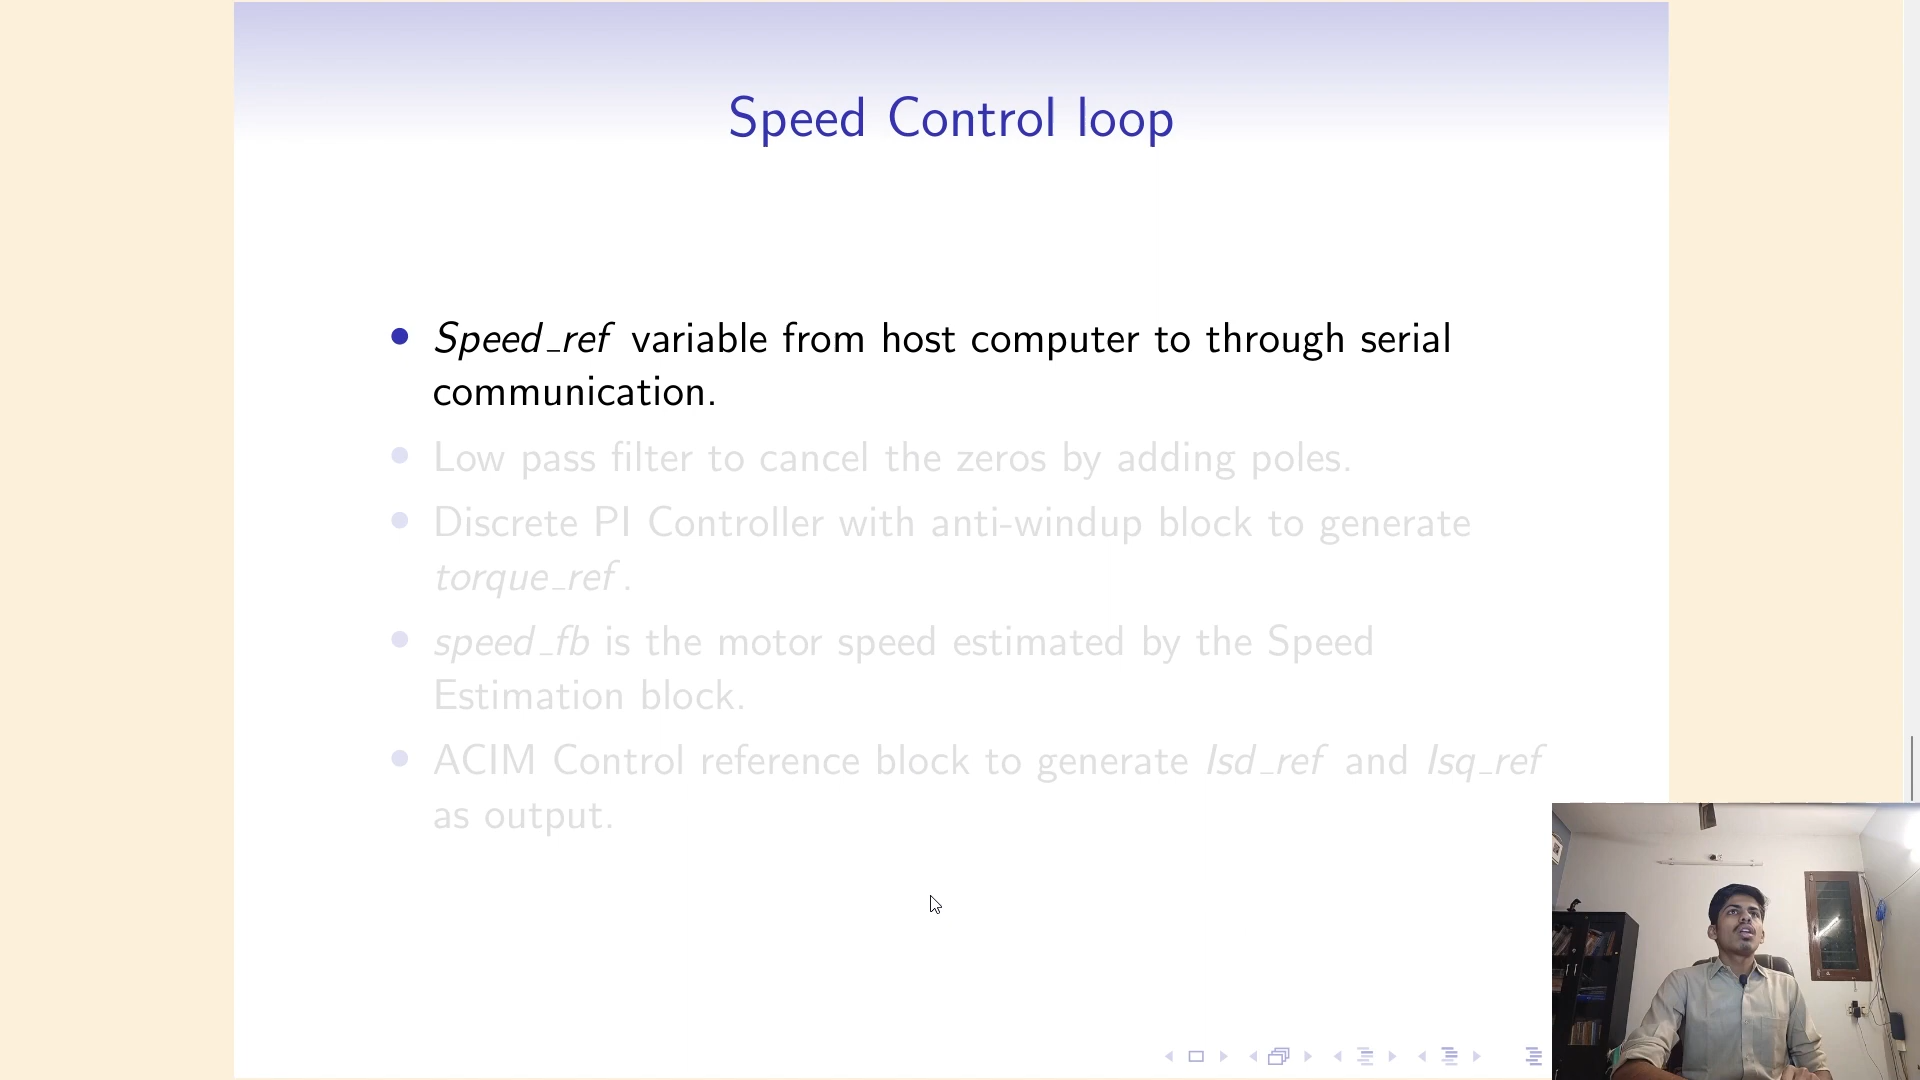 Speed Control loop
Speed_ref variable from host computer to through serial
communication.
Low pass filter to cancel the zeros by adding poles.
Discrete PI Controller with anti-windup block to generate
torque_ref.
speed_fb is the motor speed estimated by the Speed
Estimation block.
ACIM Control reference block to generate Isd_ref and Isq_ref
as output.